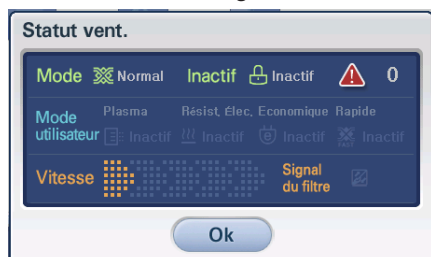 Statut vent.
Mode Normal Inactif Inactif 0
Plasma Résist, Élec, Economique Rapide
Mode utilisateur Inactif Inactif Inactif Inactif
Vitesse Signal du filtre
Ok